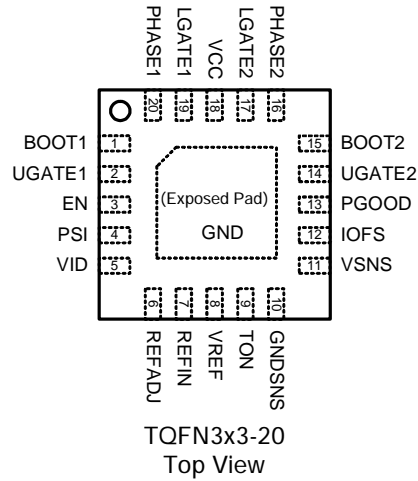 PHASE1
LGATE1
VCC
LGATE2
PHASE2
20
19
18
17
16
BOOT1 1
15 BOOT2
UGATE1 2
14 UGATE2
EN 3
(Exposed Pad)
13 PGOOD
PSI 4
GND
12 IOFS
VID 5
11 VSNS
6
7
8
9
10
REFADJ
REFIN
VREF
TON
GNDSNS
TQFN3x3-20
Top View